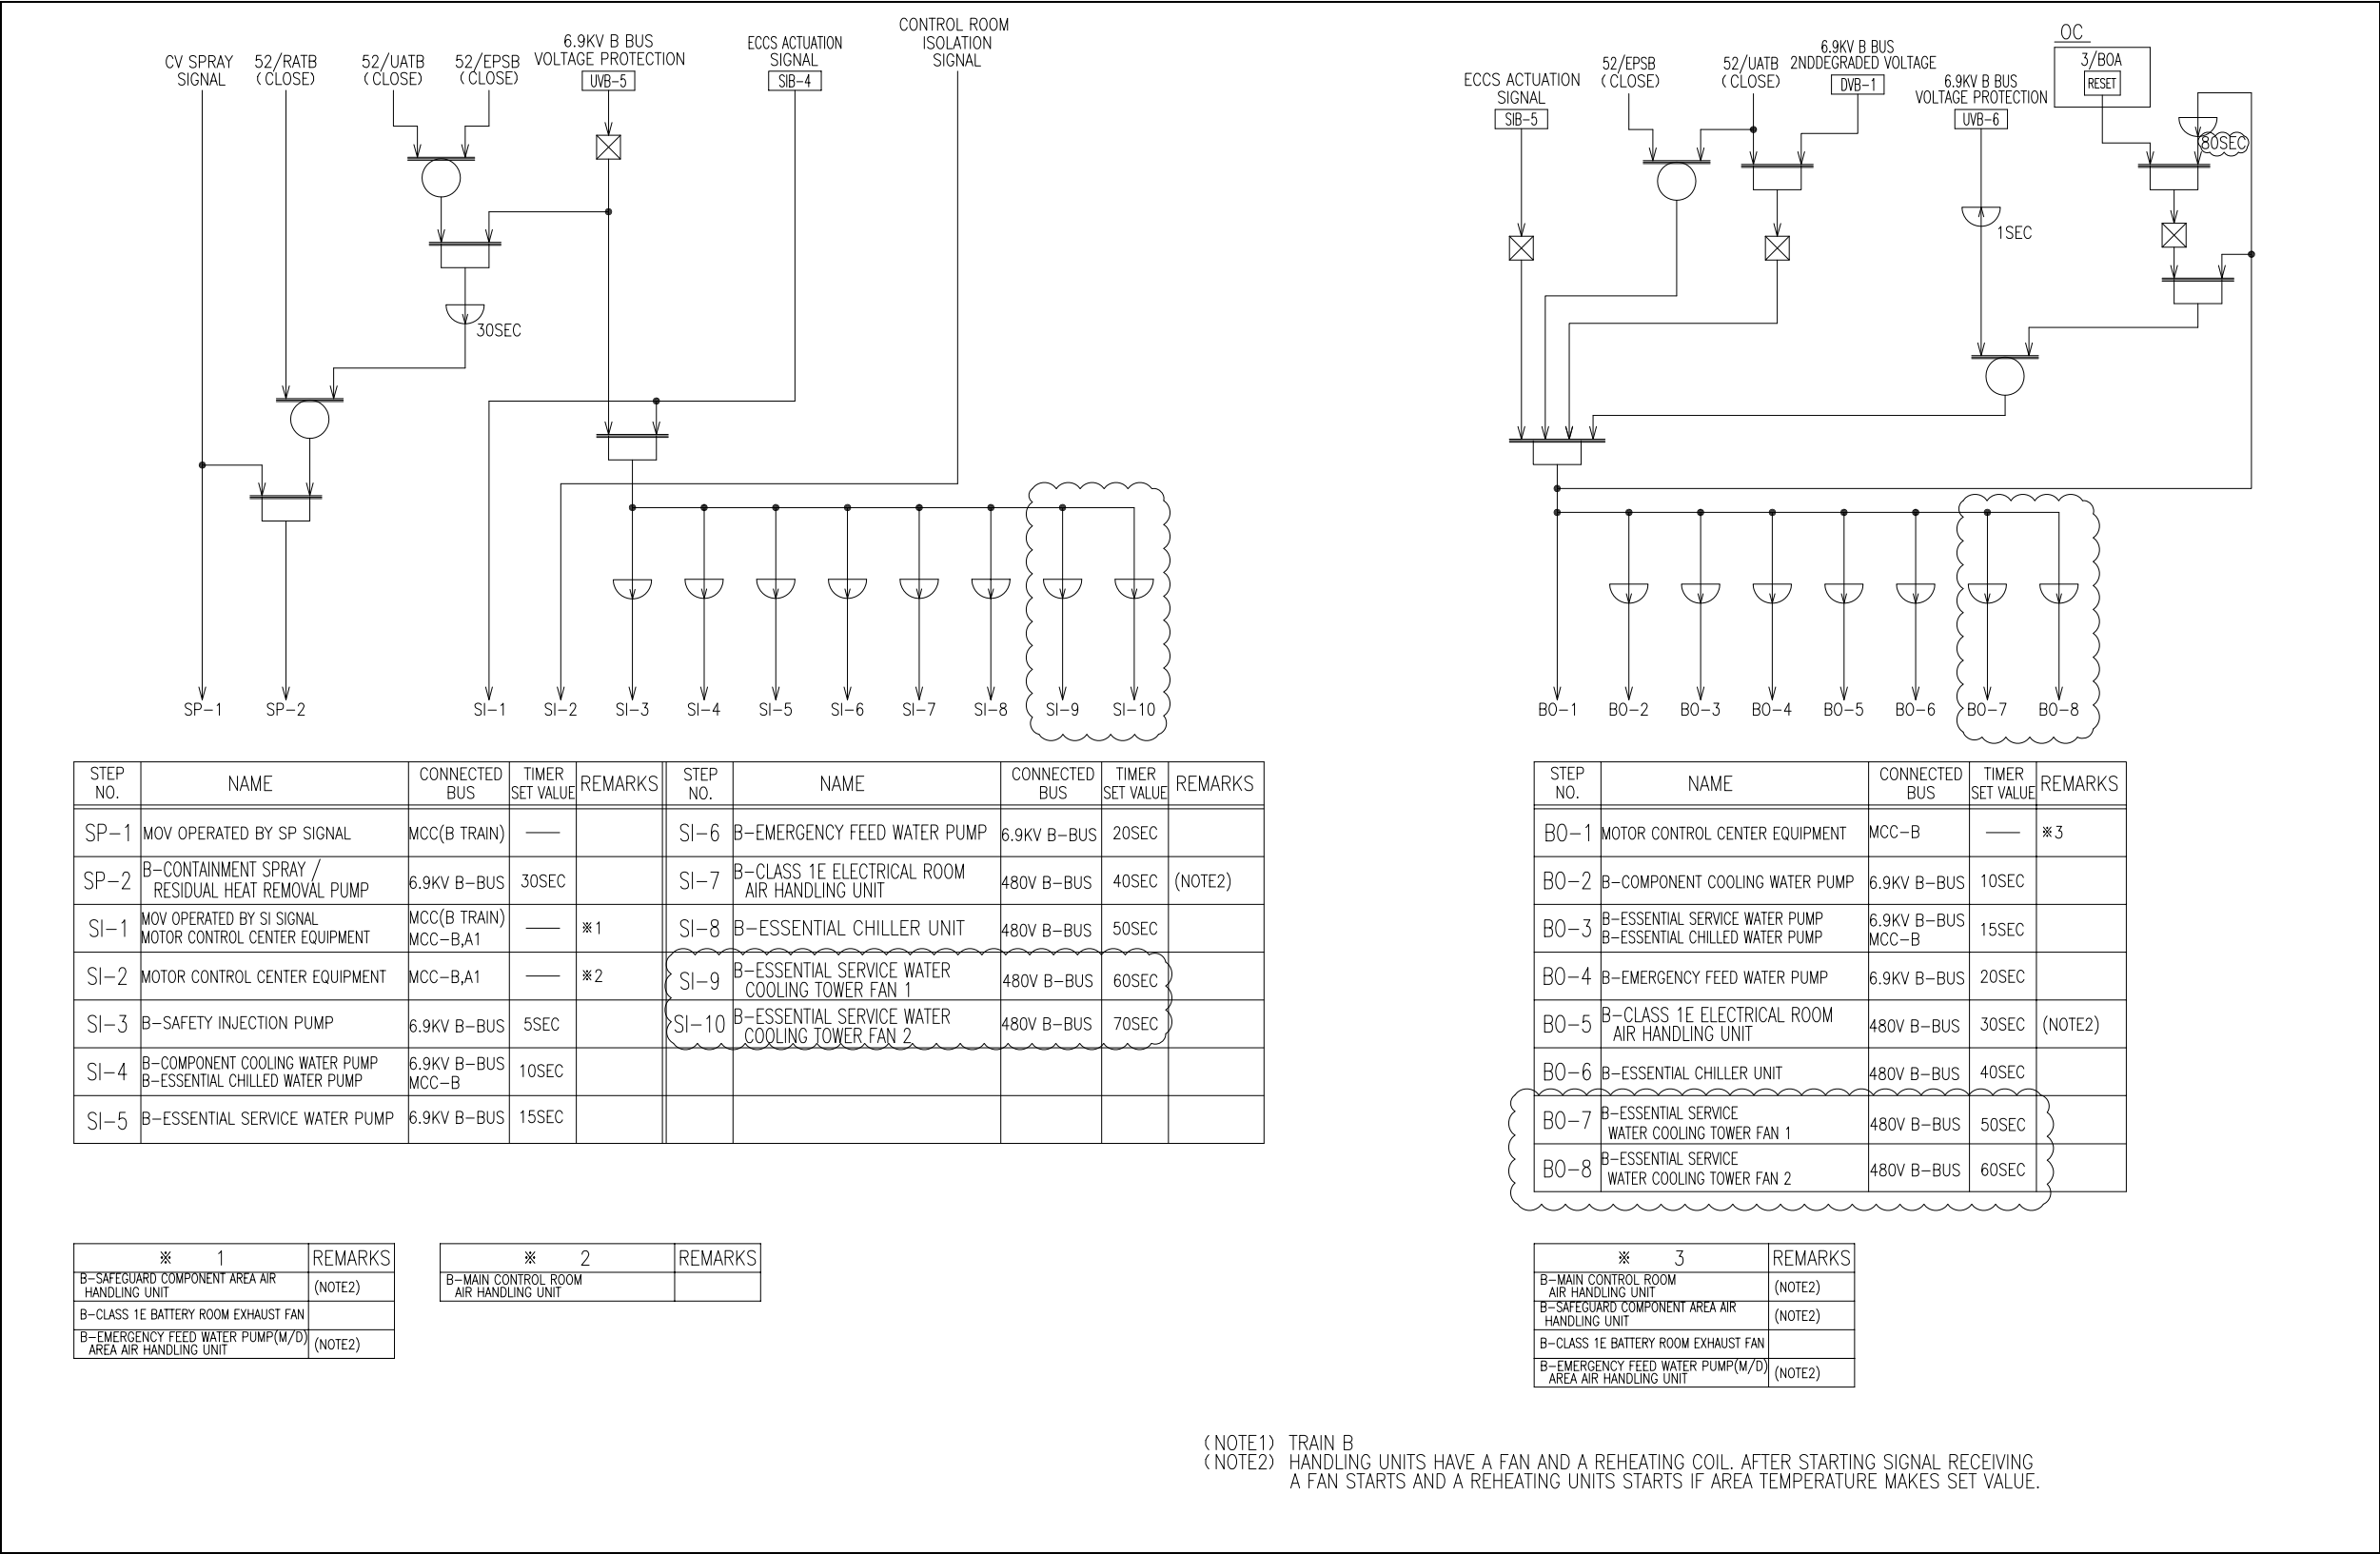 CV SPRAY
SIGNAL
52/RATB
(CLOSE)
52/UATB
(CLOSE)
52/EPSB
(CLOSE)
6.9KV B BUS
VOLTAGE PROTECTION
UVB-5
ECCS ACTUATION
SIGNAL
SIB-4
CONTROL ROOM
ISOLATION
SIGNAL
30SEC
SP-1
SP-2
SI-1
SI-2
SI-3
SI-4
SI-5
SI-6
SI-7
SI-8
SI-9
SI-10
ECCS ACTUATION
SIGNAL
SIB-5
52/EPSB
(CLOSE)
52/UATB
(CLOSE)
6.9KV B BUS
2NDDEGRADED VOLTAGE
DVB-1
6.9KV B BUS
VOLTAGE PROTECTION
UVB-6
OC
3/BOA
RESET
80SEC
1SEC
BO-1
BO-2
BO-3
BO-4
BO-5
BO-6
BO-7
BO-8
STEP NO. NAME CONNECTED BUS TIMER SET VALUE REMARKS
SP-1 MOV OPERATED BY SP SIGNAL MCC(B TRAIN) ——
SP-2 B-CONTAINMENT SPRAY / RESIDUAL HEAT REMOVAL PUMP 6.9KV B-BUS 30SEC
SI-1 MOV OPERATED BY SI SIGNAL MOTOR CONTROL CENTER EQUIPMENT MCC(B TRAIN) MCC-B,A1 —— ※1
SI-2 MOTOR CONTROL CENTER EQUIPMENT MCC-B,A1 —— ※2
SI-3 B-SAFETY INJECTION PUMP 6.9KV B-BUS 5SEC
SI-4 B-COMPONENT COOLING WATER PUMP B-ESSENTIAL CHILLED WATER PUMP 6.9KV B-BUS MCC-B 10SEC
SI-5 B-ESSENTIAL SERVICE WATER PUMP 6.9KV B-BUS 15SEC
STEP NO. NAME CONNECTED BUS TIMER SET VALUE REMARKS
SI-6 B-EMERGENCY FEED WATER PUMP 6.9KV B-BUS 20SEC
SI-7 B-CLASS 1E ELECTRICAL ROOM AIR HANDLING UNIT 480V B-BUS 40SEC (NOTE2)
SI-8 B-ESSENTIAL CHILLER UNIT 480V B-BUS 50SEC
SI-9 B-ESSENTIAL SERVICE WATER COOLING TOWER FAN 1 480V B-BUS 60SEC
SI-10 B-ESSENTIAL SERVICE WATER COOLING TOWER FAN 2 480V B-BUS 70SEC
STEP NO. NAME CONNECTED BUS TIMER SET VALUE REMARKS
BO-1 MOTOR CONTROL CENTER EQUIPMENT MCC-B —— ※3
BO-2 B-COMPONENT COOLING WATER PUMP 6.9KV B-BUS 10SEC
BO-3 B-ESSENTIAL SERVICE WATER PUMP B-ESSENTIAL CHILLED WATER PUMP 6.9KV B-BUS MCC-B 15SEC
BO-4 B-EMERGENCY FEED WATER PUMP 6.9KV B-BUS 20SEC
BO-5 B-CLASS 1E ELECTRICAL ROOM AIR HANDLING UNIT 480V B-BUS 30SEC (NOTE2)
BO-6 B-ESSENTIAL CHILLER UNIT 480V B-BUS 40SEC
BO-7 B-ESSENTIAL SERVICE WATER COOLING TOWER FAN 1 480V B-BUS 50SEC
BO-8 B-ESSENTIAL SERVICE WATER COOLING TOWER FAN 2 480V B-BUS 60SEC
※ 1 REMARKS
B-SAFEGUARD COMPONENT AREA AIR HANDLING UNIT (NOTE2)
B-CLASS 1E BATTERY ROOM EXHAUST FAN
B-EMERGENCY FEED WATER PUMP(M/D) AREA AIR HANDLING UNIT (NOTE2)
※ 2 REMARKS
B-MAIN CONTROL ROOM AIR HANDLING UNIT
※ 3 REMARKS
B-MAIN CONTROL ROOM AIR HANDLING UNIT (NOTE2)
B-SAFEGUARD COMPONENT AREA AIR HANDLING UNIT (NOTE2)
B-CLASS 1E BATTERY ROOM EXHAUST FAN
B-EMERGENCY FEED WATER PUMP(M/D) AREA AIR HANDLING UNIT (NOTE2)
(NOTE1) TRAIN B
(NOTE2) HANDLING UNITS HAVE A FAN AND A REHEATING COIL. AFTER STARTING SIGNAL RECEIVING
A FAN STARTS AND A REHEATING UNITS STARTS IF AREA TEMPERATURE MAKES SET VALUE.